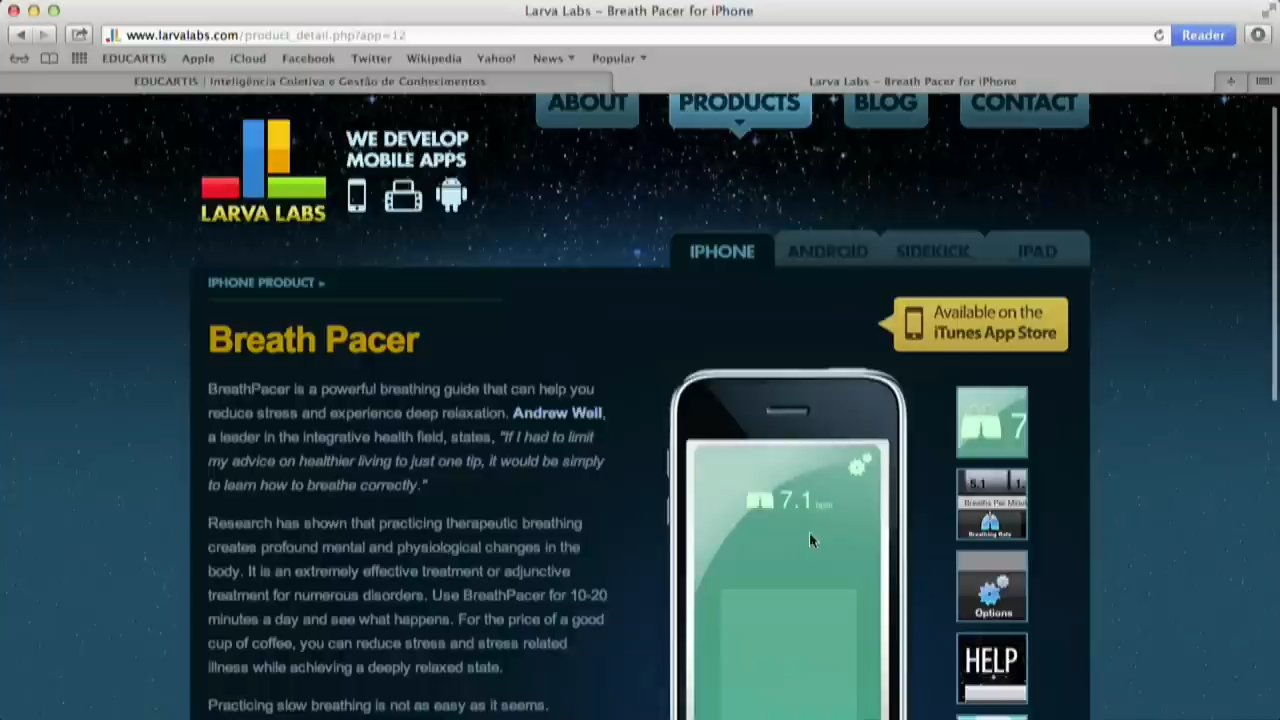 Larva Labs – Breath Pacer for iPhone
www.larvalabs.com/product_detail.php?app=12
Reader
EDUCARTIS Apple iCloud Facebook Twitter Wikipedia Yahoo! News Popular
EDUCARTIS | Inteligência Coletiva e Gestão de Conhecimentos
Larva Labs – Breath Pacer for iPhone
ABOUT PRODUCTS BLOG CONTACT
WE DEVELOP
MOBILE APPS
LARVA LABS
IPHONE ANDROID SIDEKICK IPAD
IPHONE PRODUCT »
Available on the
iTunes App Store
Breath Pacer
BreathPacer is a powerful breathing guide that can help you
reduce stress and experience deep relaxation. Andrew Weil,
a leader in the integrative health field, states, "If I had to limit
my advice on healthier living to just one tip, it would be simply
to learn how to breathe correctly."
Research has shown that practicing therapeutic breathing
creates profound mental and physiological changes in the
body. It is an extremely effective treatment or adjunctive
treatment for numerous disorders. Use BreathPacer for 10-20
minutes a day and see what happens. For the price of a good
cup of coffee, you can reduce stress and stress related
illness while achieving a deeply relaxed state.
Practicing slow breathing is not as easy as it seems.
7.1 bpm
7
5.1 1.
Breaths Per Minu
Breathing Rate
Options
HELP